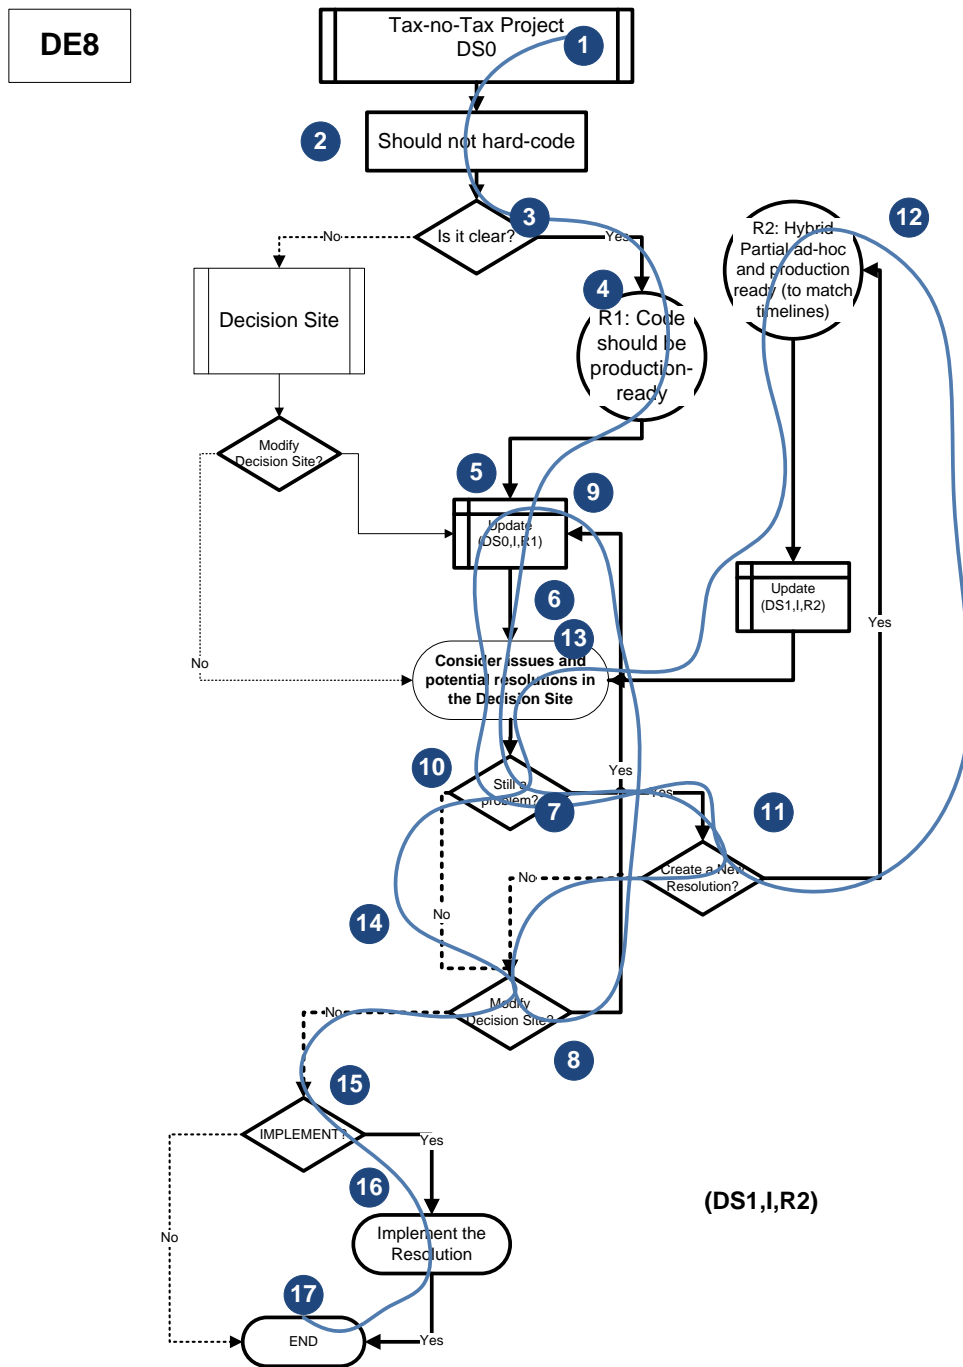 DE8
Tax-no-Tax Project
DS0
1
2
Should not hard-code
3
Is it clear?
No
Yes
12
R2: Hybrid
Partial ad-hoc
and production
ready (to match
timelines)
4
R1: Code
should be
production-
ready
Decision Site
Modify
Decision Site?
5
9
Update
(DS0,I,R1)
6
Update
(DS1,I,R2)
Yes
13
Consider issues and
potential resolutions in
the Decision Site
No
10
Still a
problem?
7
Yes
Yes
11
Create a New
Resolution?
No
14
No
Modify
Decision Site?
No
8
15
IMPLEMENT?
Yes
16
(DS1,I,R2)
Implement the
Resolution
No
17
END
Yes